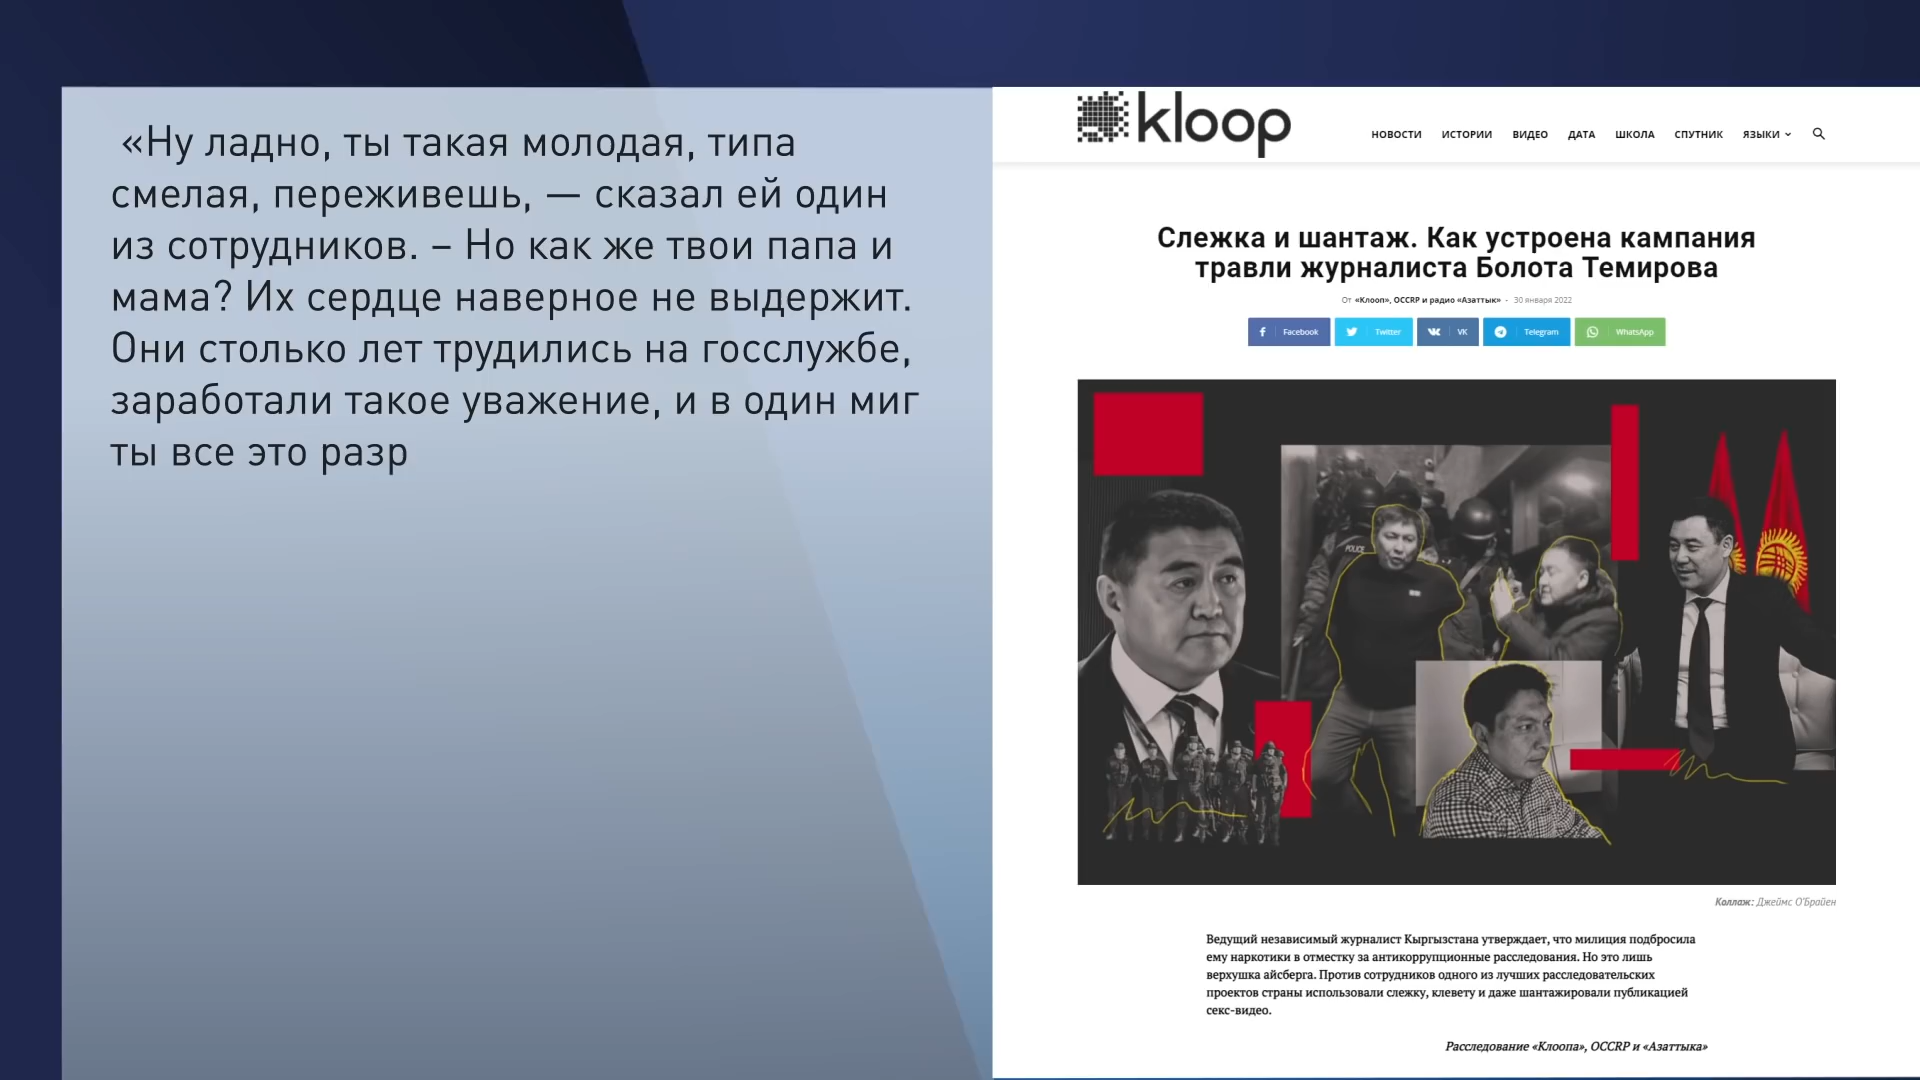 «Ну ладно, ты такая молодая, типа
смелая, переживешь, — сказал ей один
из сотрудников. – Но как же твои папа и
мама? Их сердце наверное не выдержит.
Они столько лет трудились на госслужбе,
заработали такое уважение, и в один миг
ты все это разр
kloop
НОВОСТИ ИСТОРИИ ВИДЕО ДАТА ШКОЛА СПУТНИК ЯЗЫКИ
Слежка и шантаж. Как устроена кампания
травли журналиста Болота Темирова
От «Клооп», OCCRP и радио «Азаттык» - 30 января 2022
Facebook Twitter VK Telegram WhatsApp
POLICE
Коллаж: Джеймс О'Брайен
Ведущий независимый журналист Кыргызстана утверждает, что милиция подбросила
ему наркотики в отместку за антикоррупционные расследования. Но это лишь
верхушка айсберга. Против сотрудников одного из лучших расследовательских
проектов страны использовали слежку, клевету и даже шантажировали публикацией
секс-видео.
Расследование «Клоопа», OCCRP и «Азаттыка»